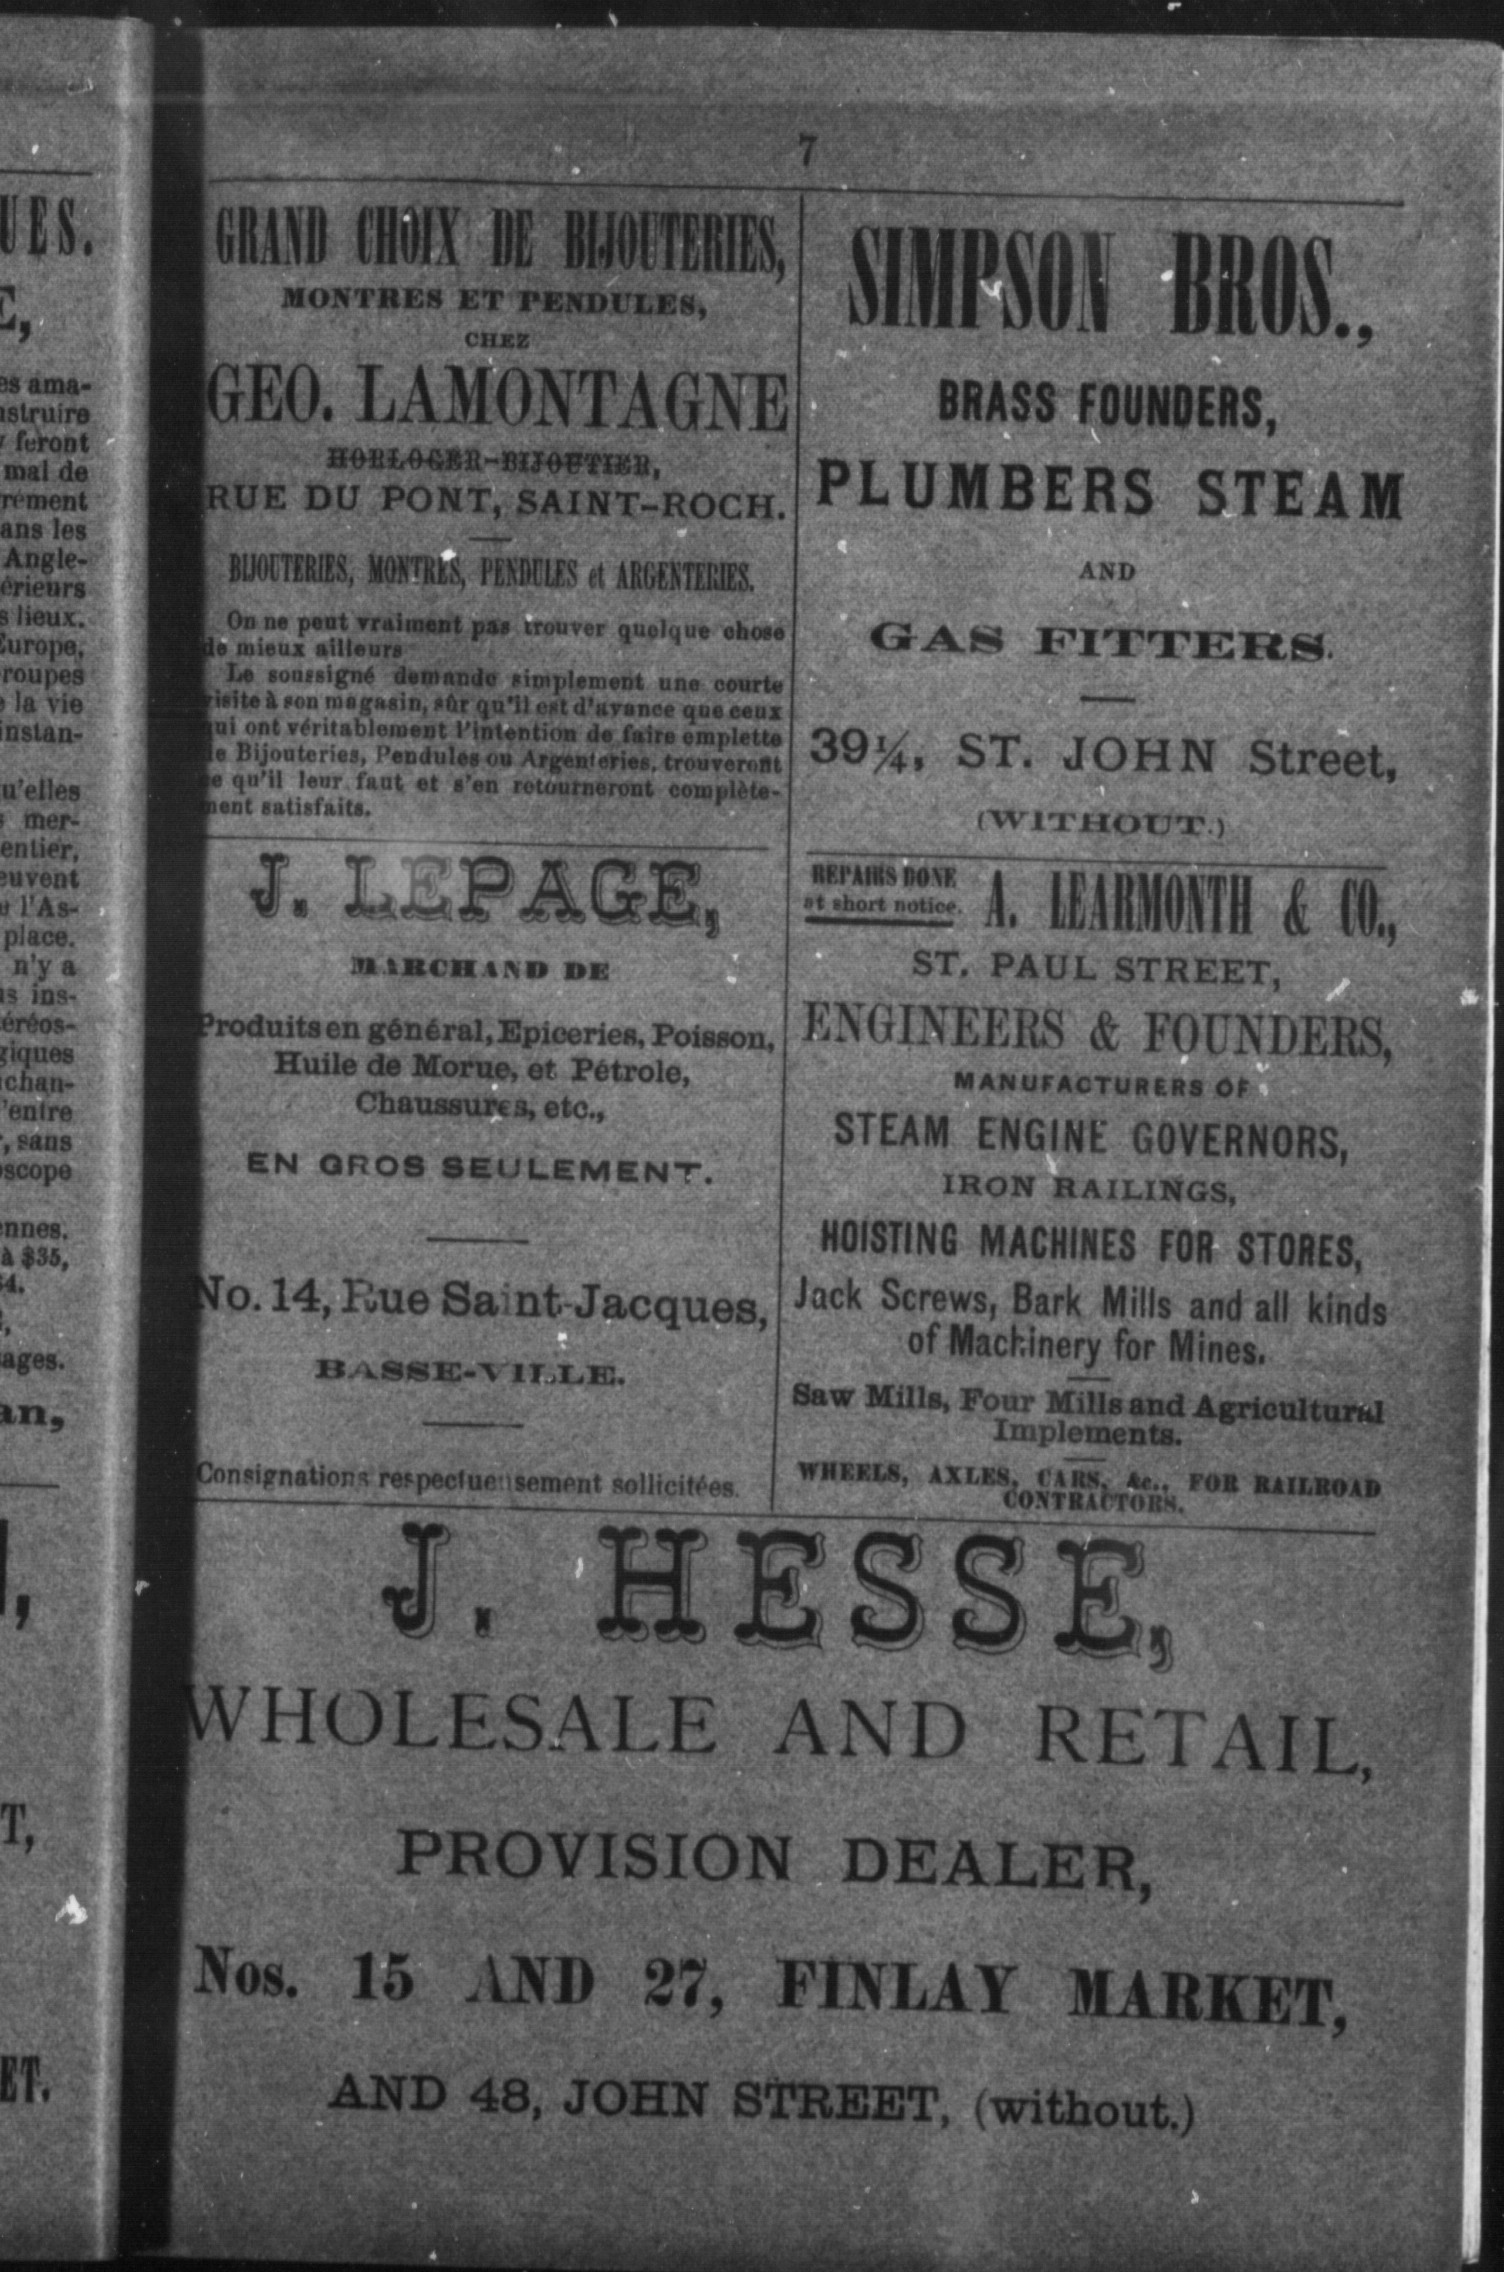 7
GRAND CHOIX DE BIJOUTERIES,
MONTRES ET PENDULES,
CHEZ
GEO. LAMONTAGNE
HORLOGER-BIJOUTIER,
RUE DU PONT, SAINT-ROCH.
BIJOUTERIES, MONTRES, PENDULES et ARGENTERIES.
On ne peut vraiment pas trouver quelque chose
de mieux ailleurs
Le soussigné demande simplement une courte
visite à son magasin, sûr qu'il est d'avance que ceux
qui ont véritablement l'intention de faire emplette
de Bijouteries, Pendules ou Argenteries, trouveront
ce qu'il leur faut et s'en retourneront complète-
ment satisfaits.
J. LEPAGE,
MARCHAND DE
Produits en général, Epiceries, Poisson,
Huile de Morue, et Pétrole,
Chaussures, etc.,
EN GROS SEULEMENT.
No. 14, Rue Saint-Jacques,
BASSE-VILLE.
Consignations respectueusement sollicitées.
SIMPSON BROS.,
BRASS FOUNDERS,
PLUMBERS STEAM
AND
GAS FITTERS.
39¼, ST. JOHN Street,
(WITHOUT.)
REPAIRS DONE
at short notice.
A. LEARMONTH & CO.,
ST. PAUL STREET,
ENGINEERS & FOUNDERS,
MANUFACTURERS OF
STEAM ENGINE GOVERNORS,
IRON RAILINGS,
HOISTING MACHINES FOR STORES,
Jack Screws, Bark Mills and all kinds
of Machinery for Mines.
Saw Mills, Four Mills and Agricultural
Implements.
WHEELS, AXLES, CARS, &c., FOR RAILROAD
CONTRACTORS.
J. HESSE,
WHOLESALE AND RETAIL,
PROVISION DEALER,
Nos. 15 AND 27, FINLAY MARKET,
AND 48, JOHN STREET, (without.)